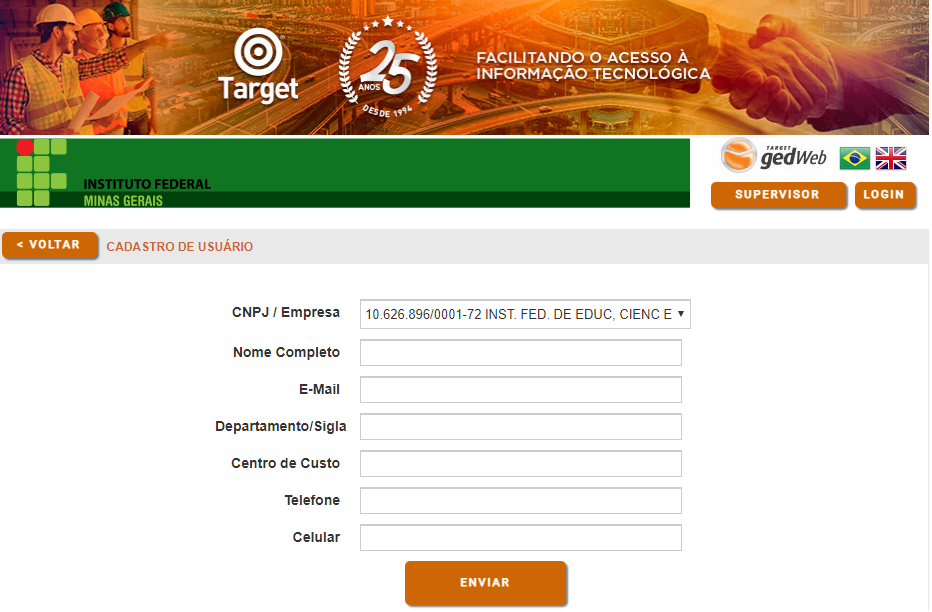 Target
25
ANOS
DESDE 1994
FACILITANDO O ACESSO À
INFORMAÇÃO TECNOLÓGICA
INSTITUTO FEDERAL
MINAS GERAIS
TARGET
gedWeb
SUPERVISOR
LOGIN
< VOLTAR
CADASTRO DE USUÁRIO
CNPJ / Empresa
10.626.896/0001-72 INST. FED. DE EDUC, CIENC E
Nome Completo
E-Mail
Departamento/Sigla
Centro de Custo
Telefone
Celular
ENVIAR